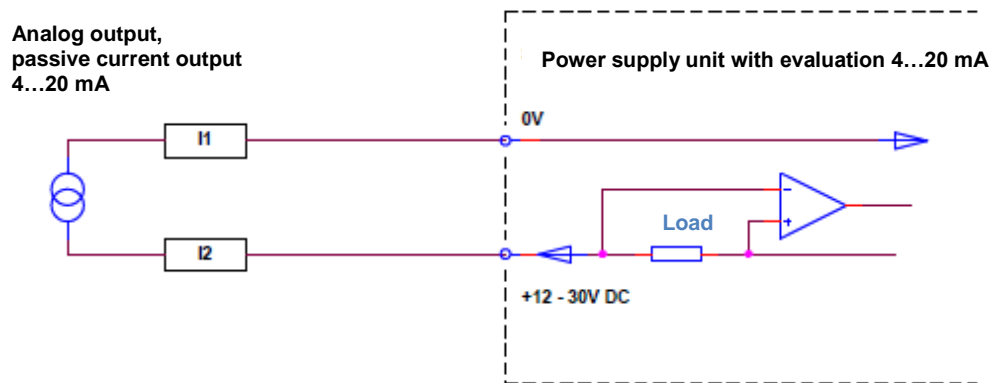 Analog output,
passive current output
4…20 mA
Power supply unit with evaluation 4…20 mA
0V
I1
-
Load
+
I2
+12 - 30V DC